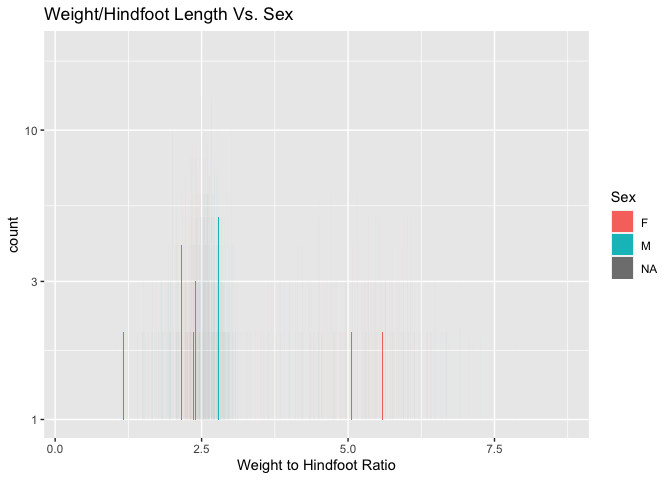 Weight/Hindfoot Length Vs. Sex
10
3
1
count
0.0 2.5 5.0 7.5
Weight to Hindfoot Ratio
Sex
F
M
NA